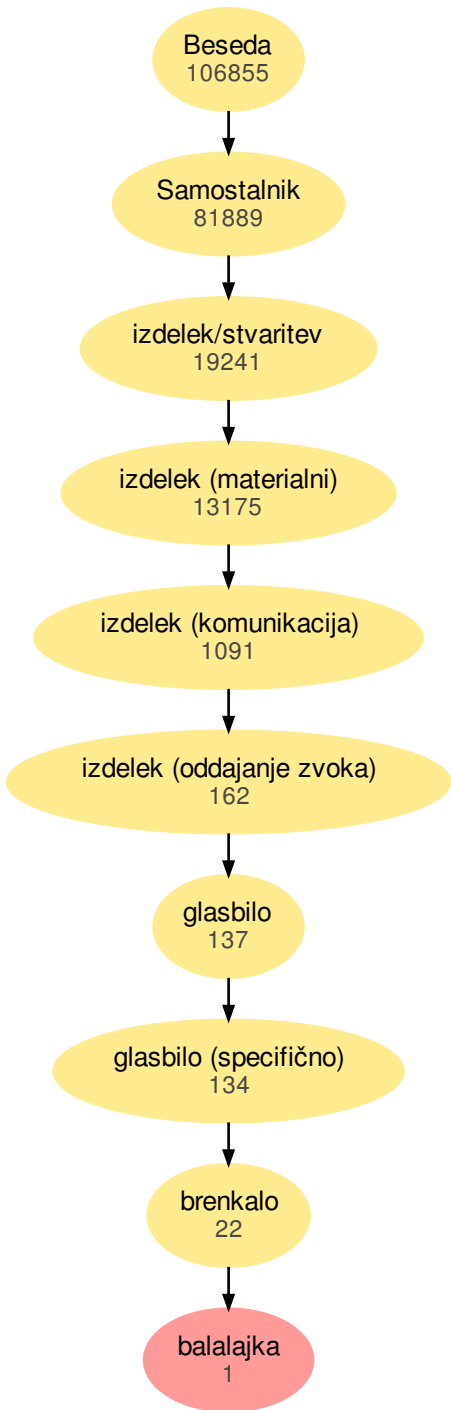 Beseda
106855
Samostalnik
81889
izdelek/stvaritev
19241
izdelek (materialni)
13175
izdelek (komunikacija)
1091
izdelek (oddajanje zvoka)
162
glasbilo
137
glasbilo (specifično)
134
brenkalo
22
balalajka
1